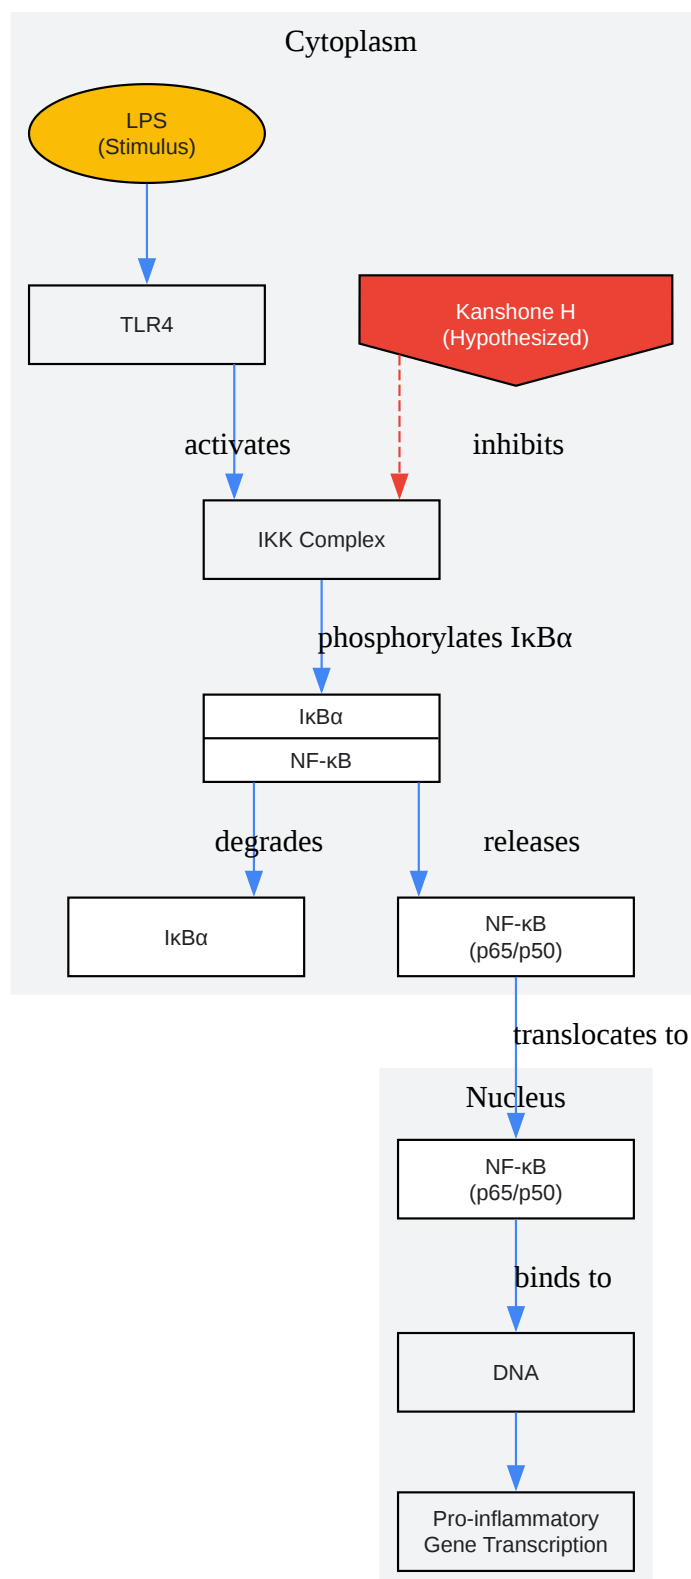 Cytoplasm
LPS
(Stimulus)
TLR4
Kanshone H
(Hypothesized)
activates
inhibits
IKK Complex
phosphorylates IκBα
IκBα
NF-κB
degrades
releases
IκBα
NF-κB
(p65/p50)
translocates to
Nucleus
NF-κB
(p65/p50)
binds to
DNA
Pro-inflammatory
Gene Transcription